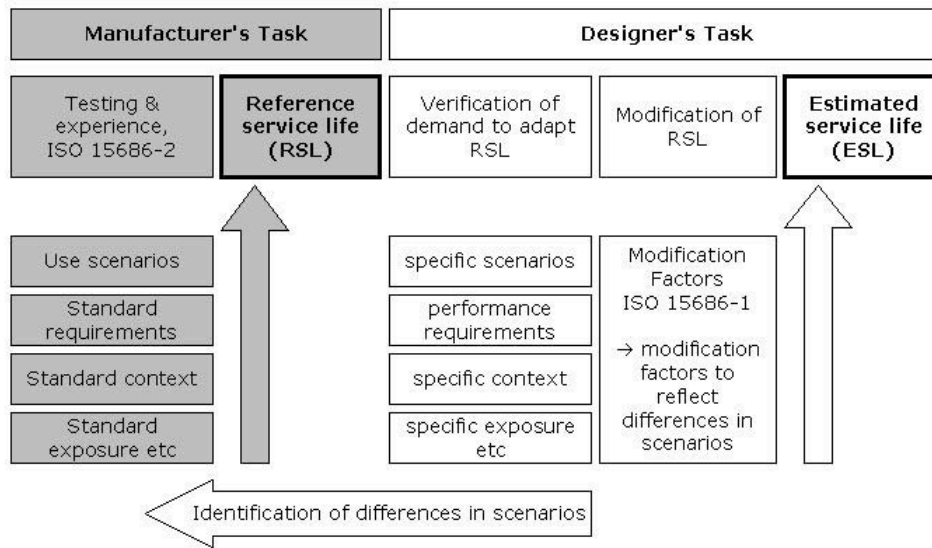 Manufacturer's Task
Designer's Task
Testing &
experience,
ISO 15686-2
Reference
service life
(RSL)
Verification of
demand to adapt
RSL
Modification of
RSL
Estimated
service life
(ESL)
Use scenarios
Standard
requirements
Standard context
Standard
exposure etc
specific scenarios
performance
requirements
specific context
specific exposure
etc
Modification
Factors
ISO 15686-1
→ modification
factors to
reflect
differences in
scenarios
Identification of differences in scenarios